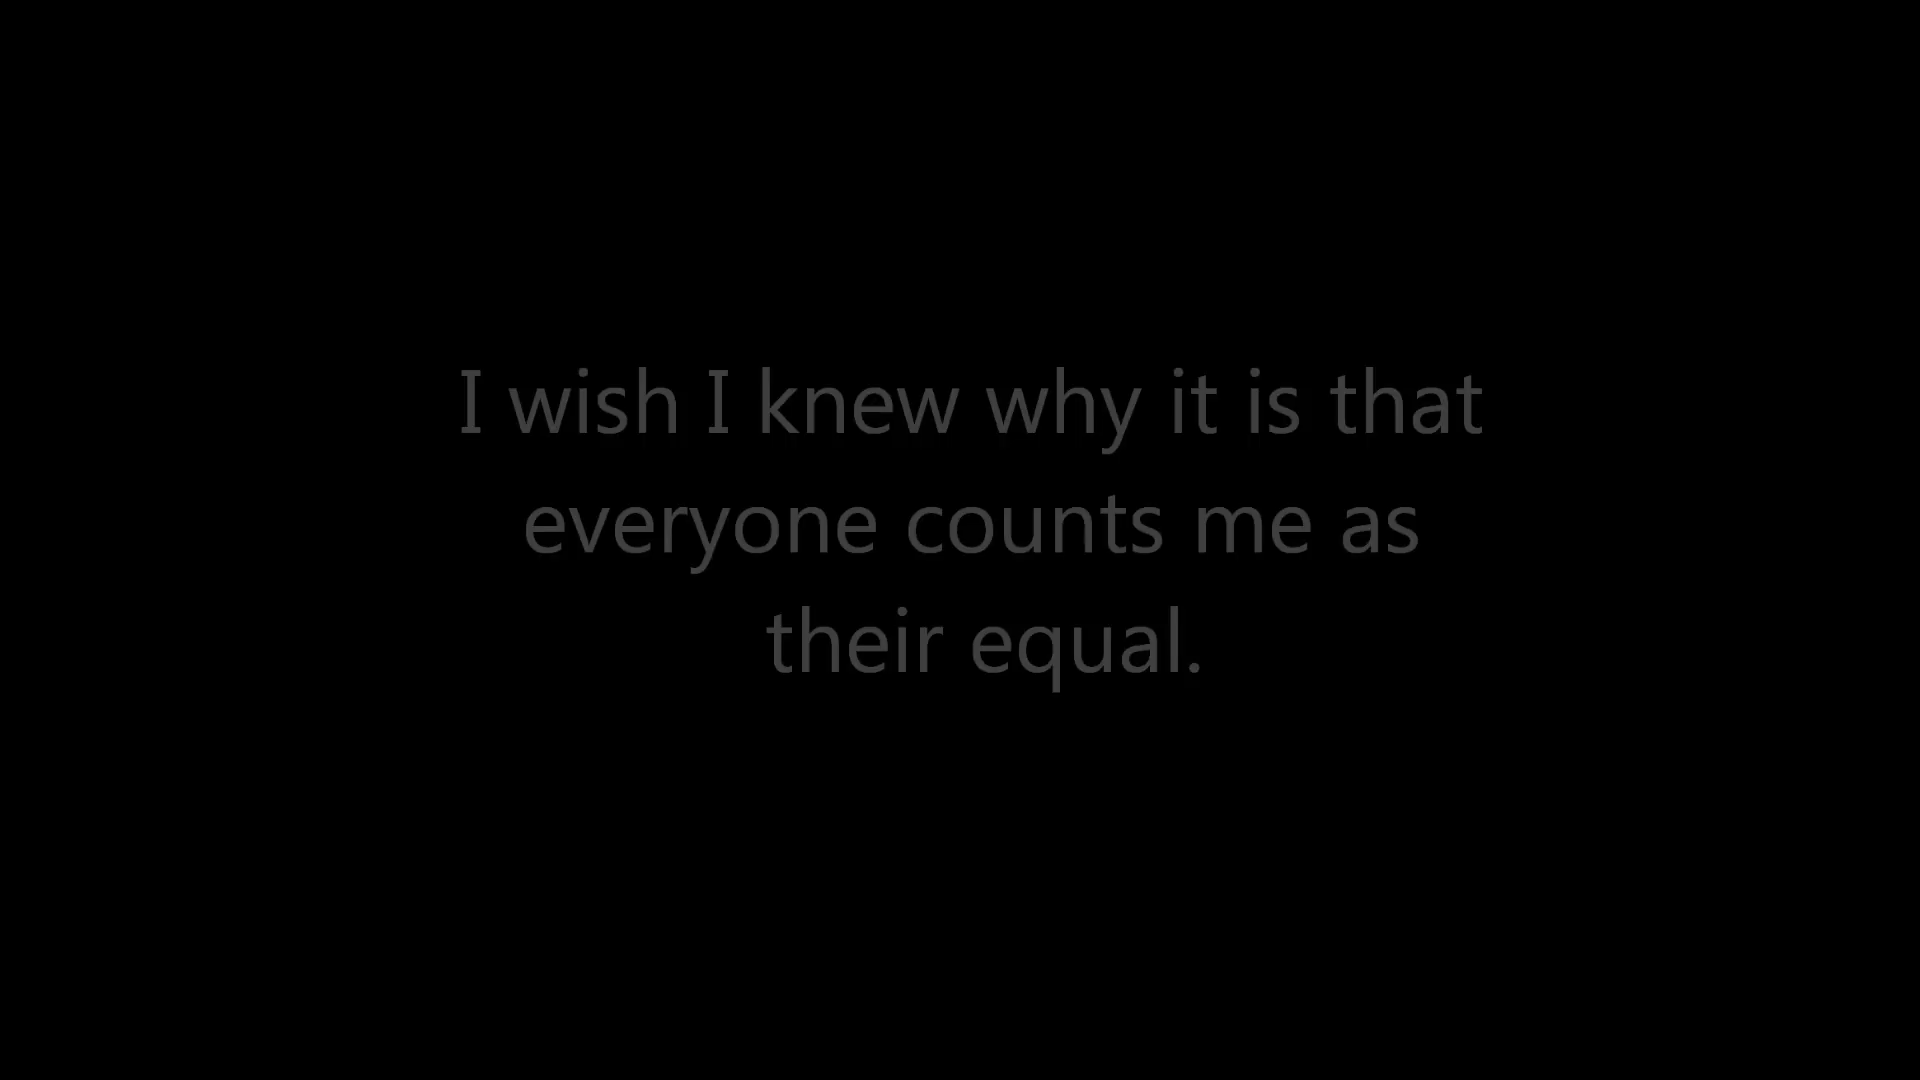 I wish I knew why it is that
everyone counts me as
their equal.